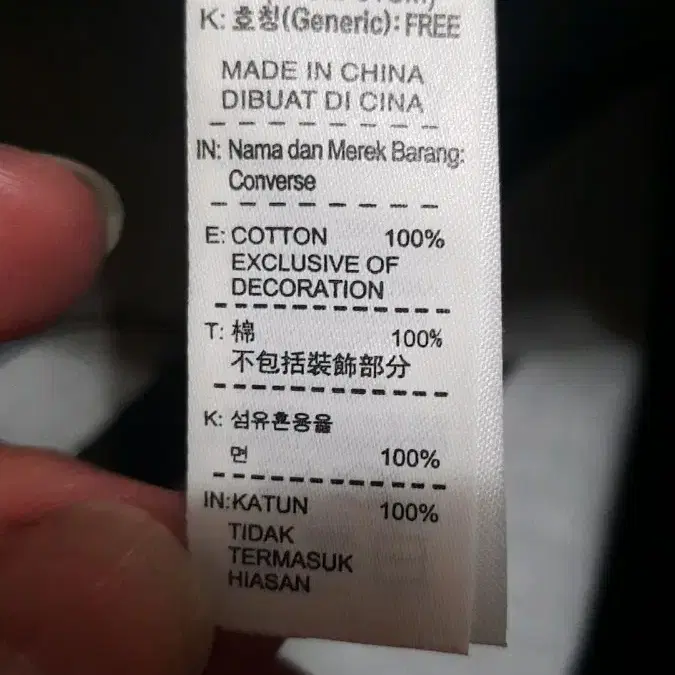 K: 호칭(Generic): FREE
MADE IN CHINA
DIBUAT DI CINA
IN: Nama dan Merek Barang:
Converse
E: COTTON 100%
EXCLUSIVE OF
DECORATION
T: 棉 100%
不包括裝飾部分
K: 섬유혼용율
면 100%
IN:KATUN 100%
TIDAK
TERMASUK
HIASAN